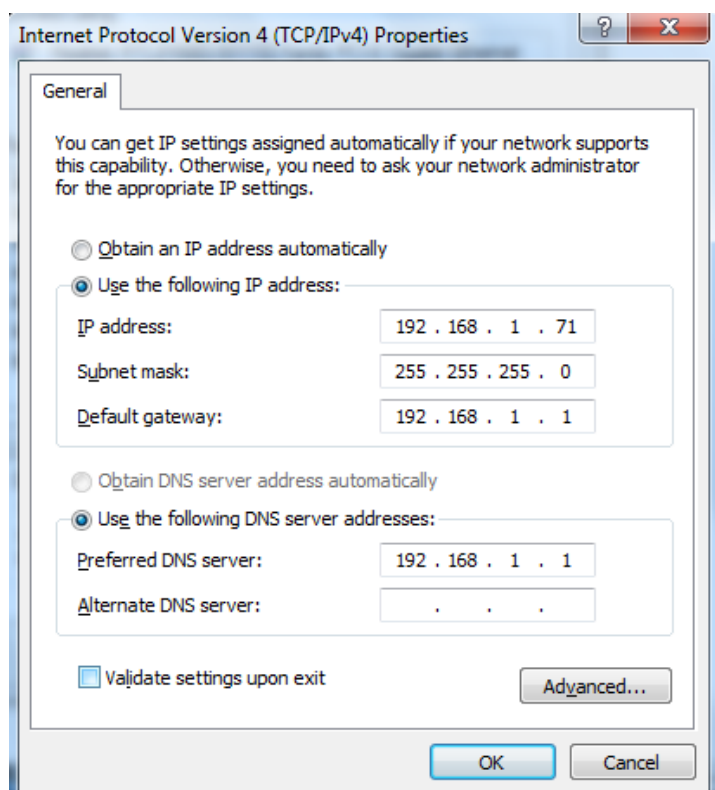 Internet Protocol Version 4 (TCP/IPv4) Properties
?
X
General
You can get IP settings assigned automatically if your network supports
this capability. Otherwise, you need to ask your network administrator
for the appropriate IP settings.
Obtain an IP address automatically
Use the following IP address:
IP address: 192 . 168 . 1 . 71
Subnet mask: 255 . 255 . 255 . 0
Default gateway: 192 . 168 . 1 . 1
Obtain DNS server address automatically
Use the following DNS server addresses:
Preferred DNS server: 192 . 168 . 1 . 1
Alternate DNS server: . . .
Validate settings upon exit
Advanced...
OK Cancel